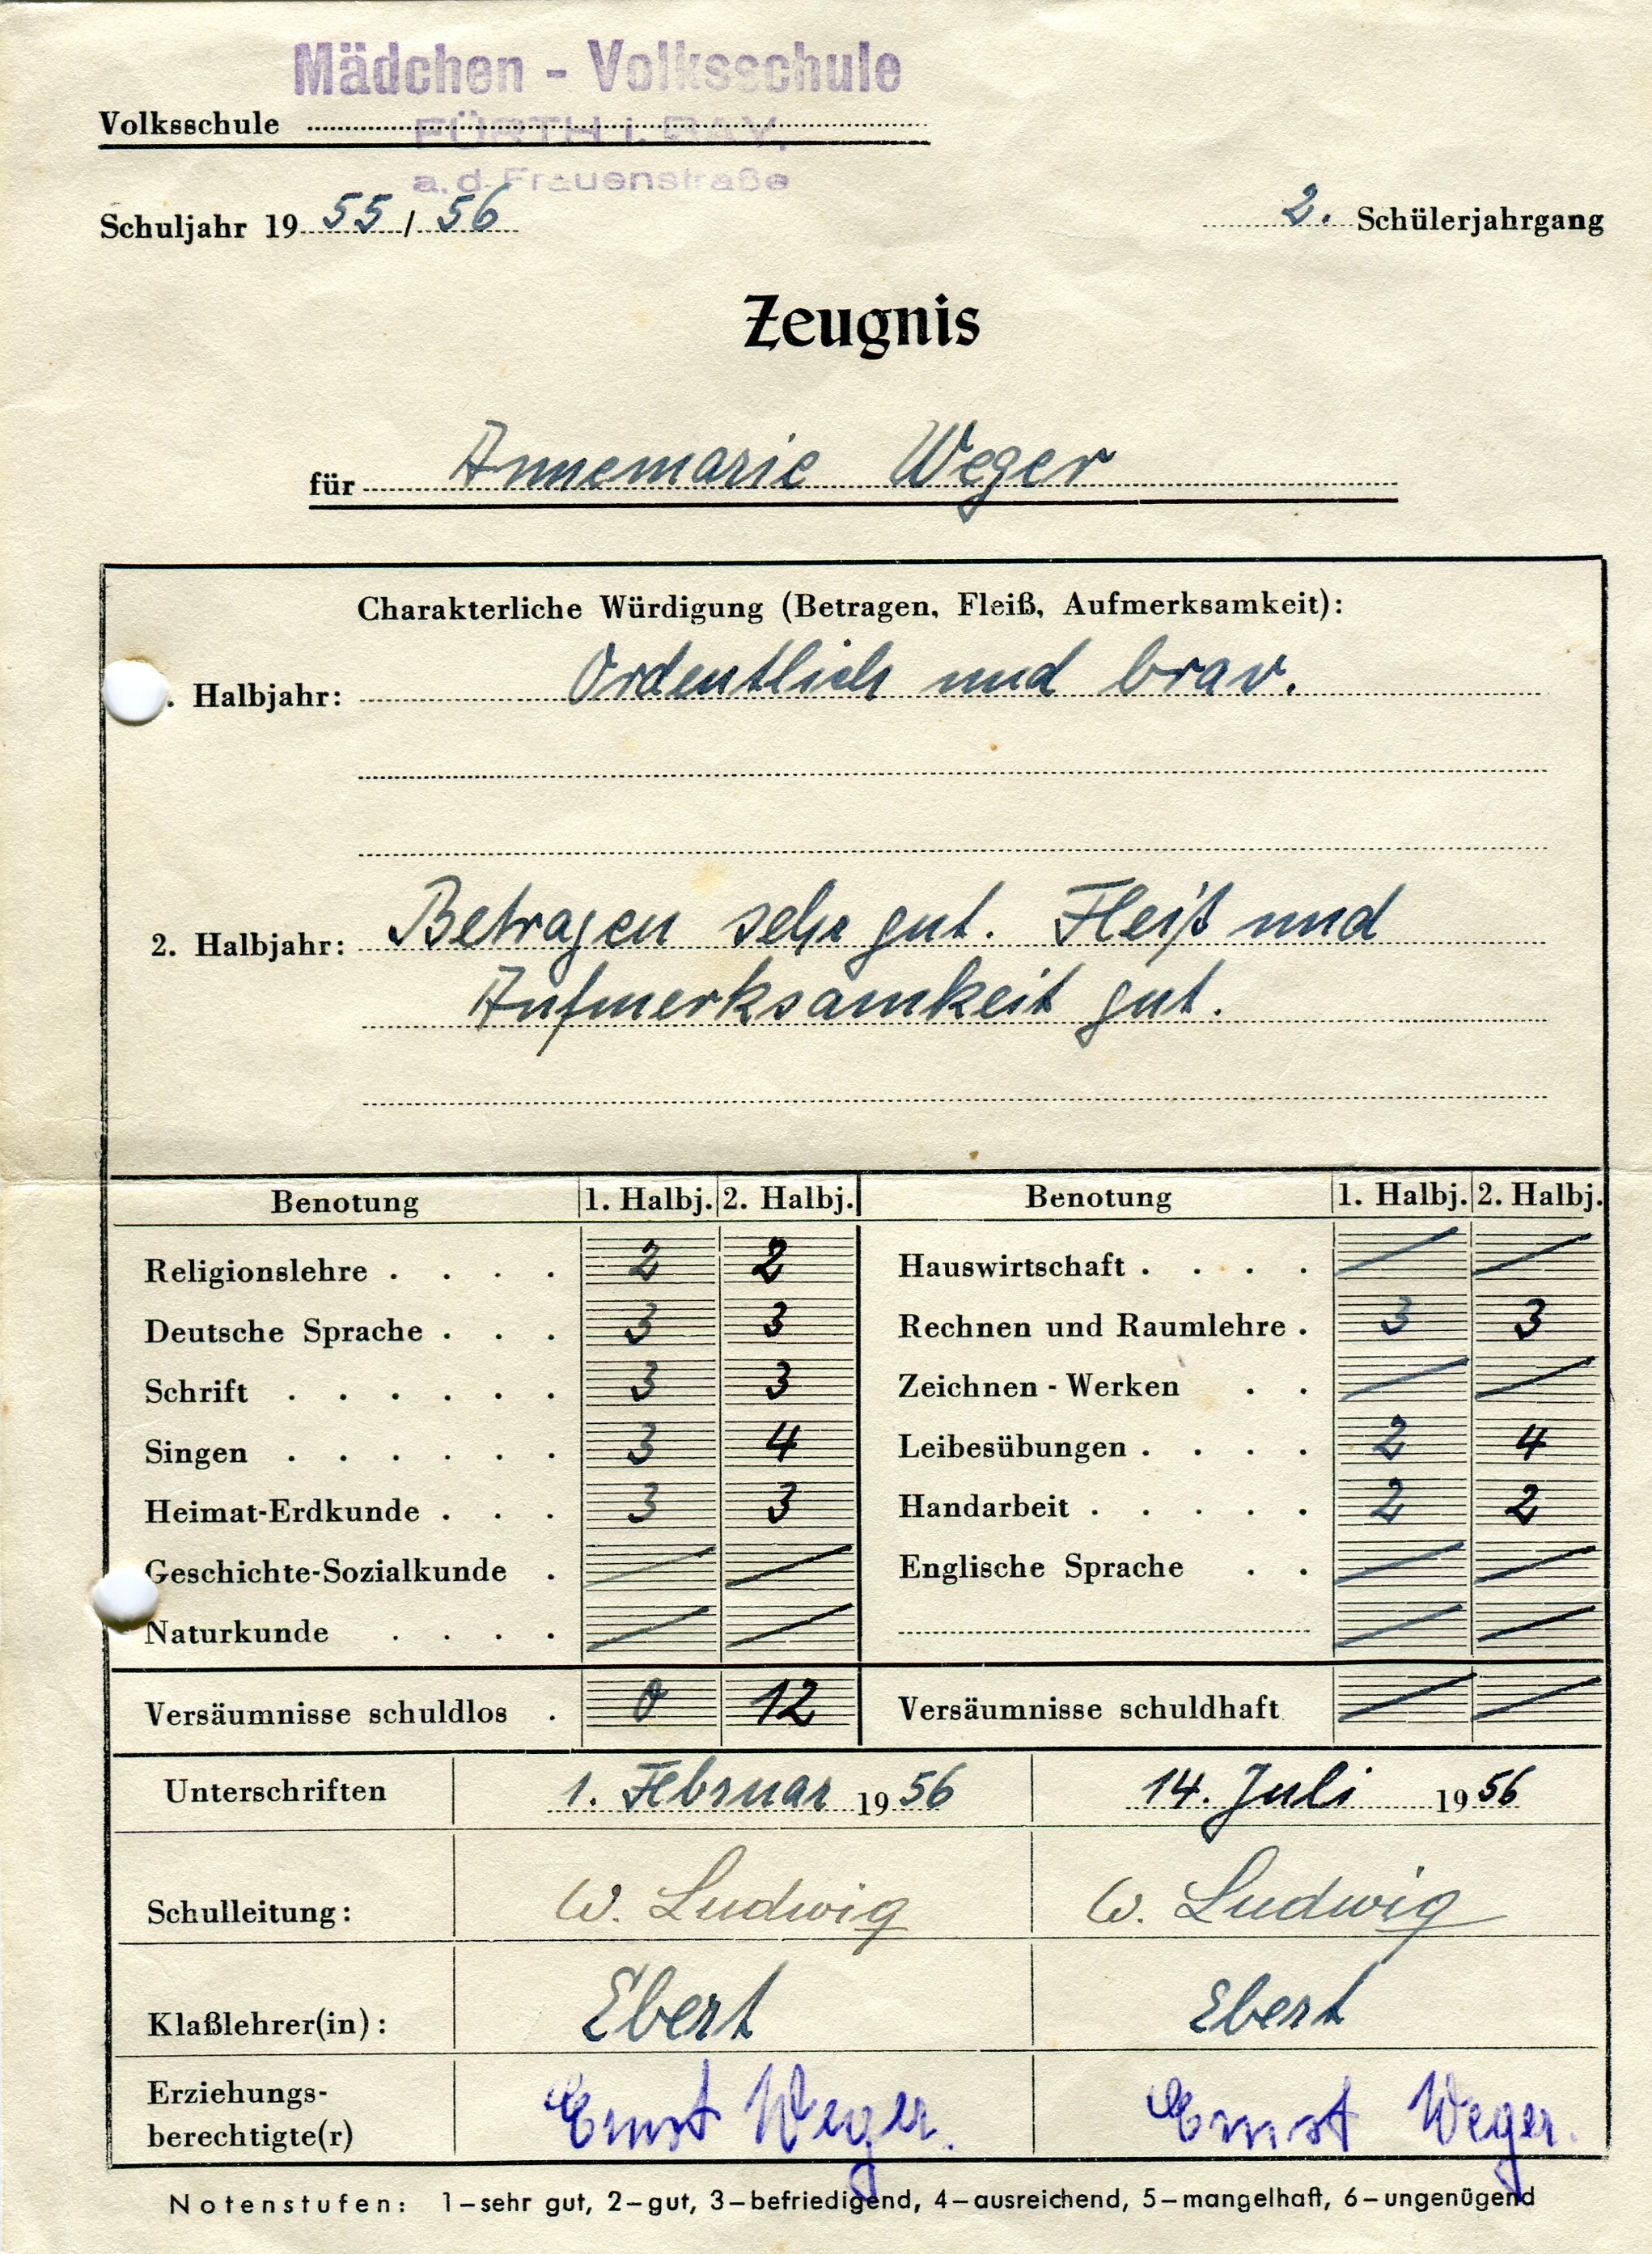 Mädchen - Volksschule
Volksschule
FÜRTH i. BAY.
a. d. Frauenstraße
Schuljahr 19 55 / 56 2. Schülerjahrgang
Zeugnis
für Annemarie Weger
Charakterliche Würdigung (Betragen, Fleiß, Aufmerksamkeit):
. Halbjahr: Ordentlich und brav.
2. Halbjahr: Betragen sehr gut. Fleiß und
Aufmerksamkeit gut.
Benotung 1. Halbj. 2. Halbj. Benotung 1. Halbj. 2. Halbj.
Religionslehre . . . . 2 2 Hauswirtschaft . . . .
Deutsche Sprache . . . 3 3 Rechnen und Raumlehre . 3 3
Schrift . . . . . . 3 3 Zeichnen - Werken . .
Singen . . . . . . 3 4 Leibesübungen . . . . 2 4
Heimat-Erdkunde . . . 3 3 Handarbeit . . . . . 2 2
Geschichte-Sozialkunde . Englische Sprache . .
Naturkunde . . . .
Versäumnisse schuldlos . 0 12 Versäumnisse schuldhaft
Unterschriften 1. Februar 1956 14. Juli 1956
Schulleitung: W. Ludwig W. Ludwig
Klaßlehrer(in): Ebert Ebert
Erziehungs-
berechtigte(r) Ernst Weger. Ernst Weger.
Notenstufen: 1—sehr gut, 2—gut, 3—befriedigend, 4—ausreichend, 5—mangelhaft, 6—ungenügend